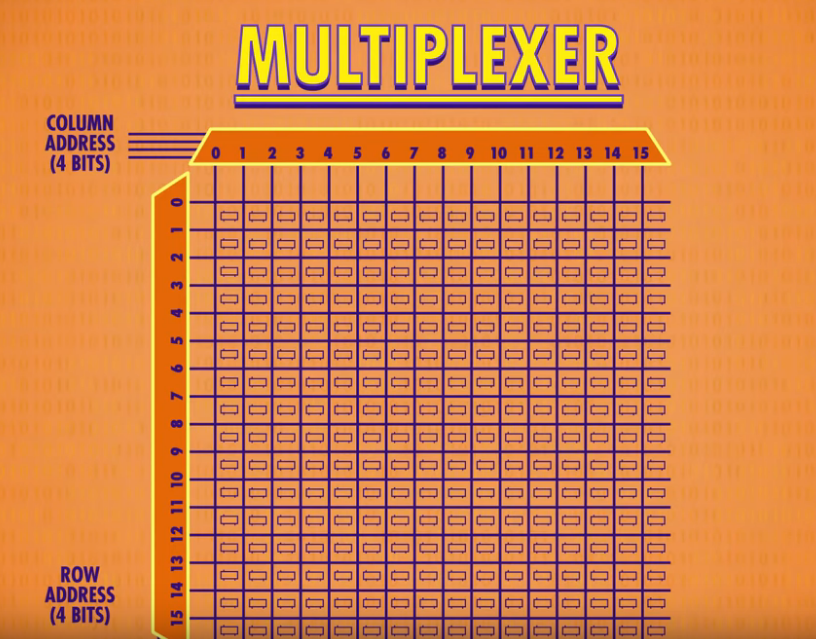 MULTIPLEXER
COLUMN
ADDRESS
(4 BITS)
0 1 2 3 4 5 6 7 8 9 10 11 12 13 14 15
0
1
2
3
4
5
6
7
8
9
10
11
12
13
14
15
ROW
ADDRESS
(4 BITS)